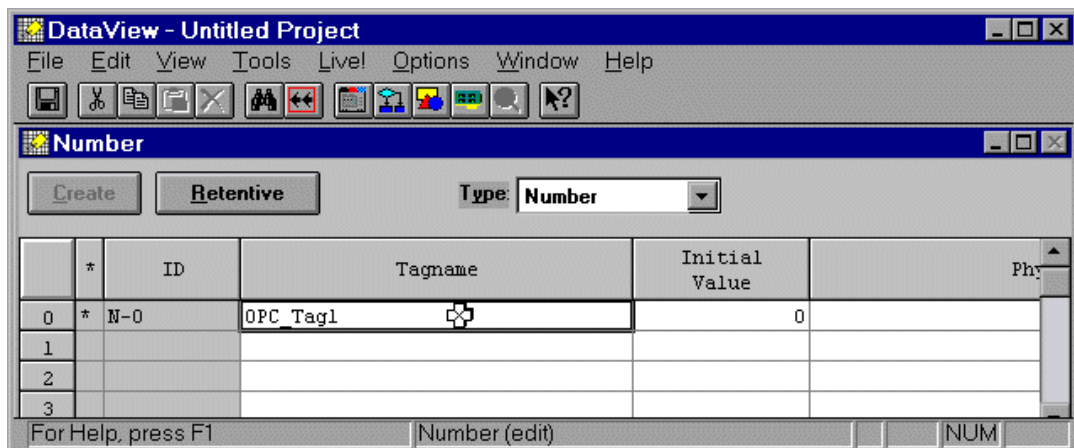 DataView - Untitled Project
File Edit View Tools Live! Options Window Help
Number
Create Retentive Type: Number
* ID Tagname Initial Value Phy
0 * N-0 OPC_Tag1 0
1
2
3
For Help, press F1 Number (edit) NUM